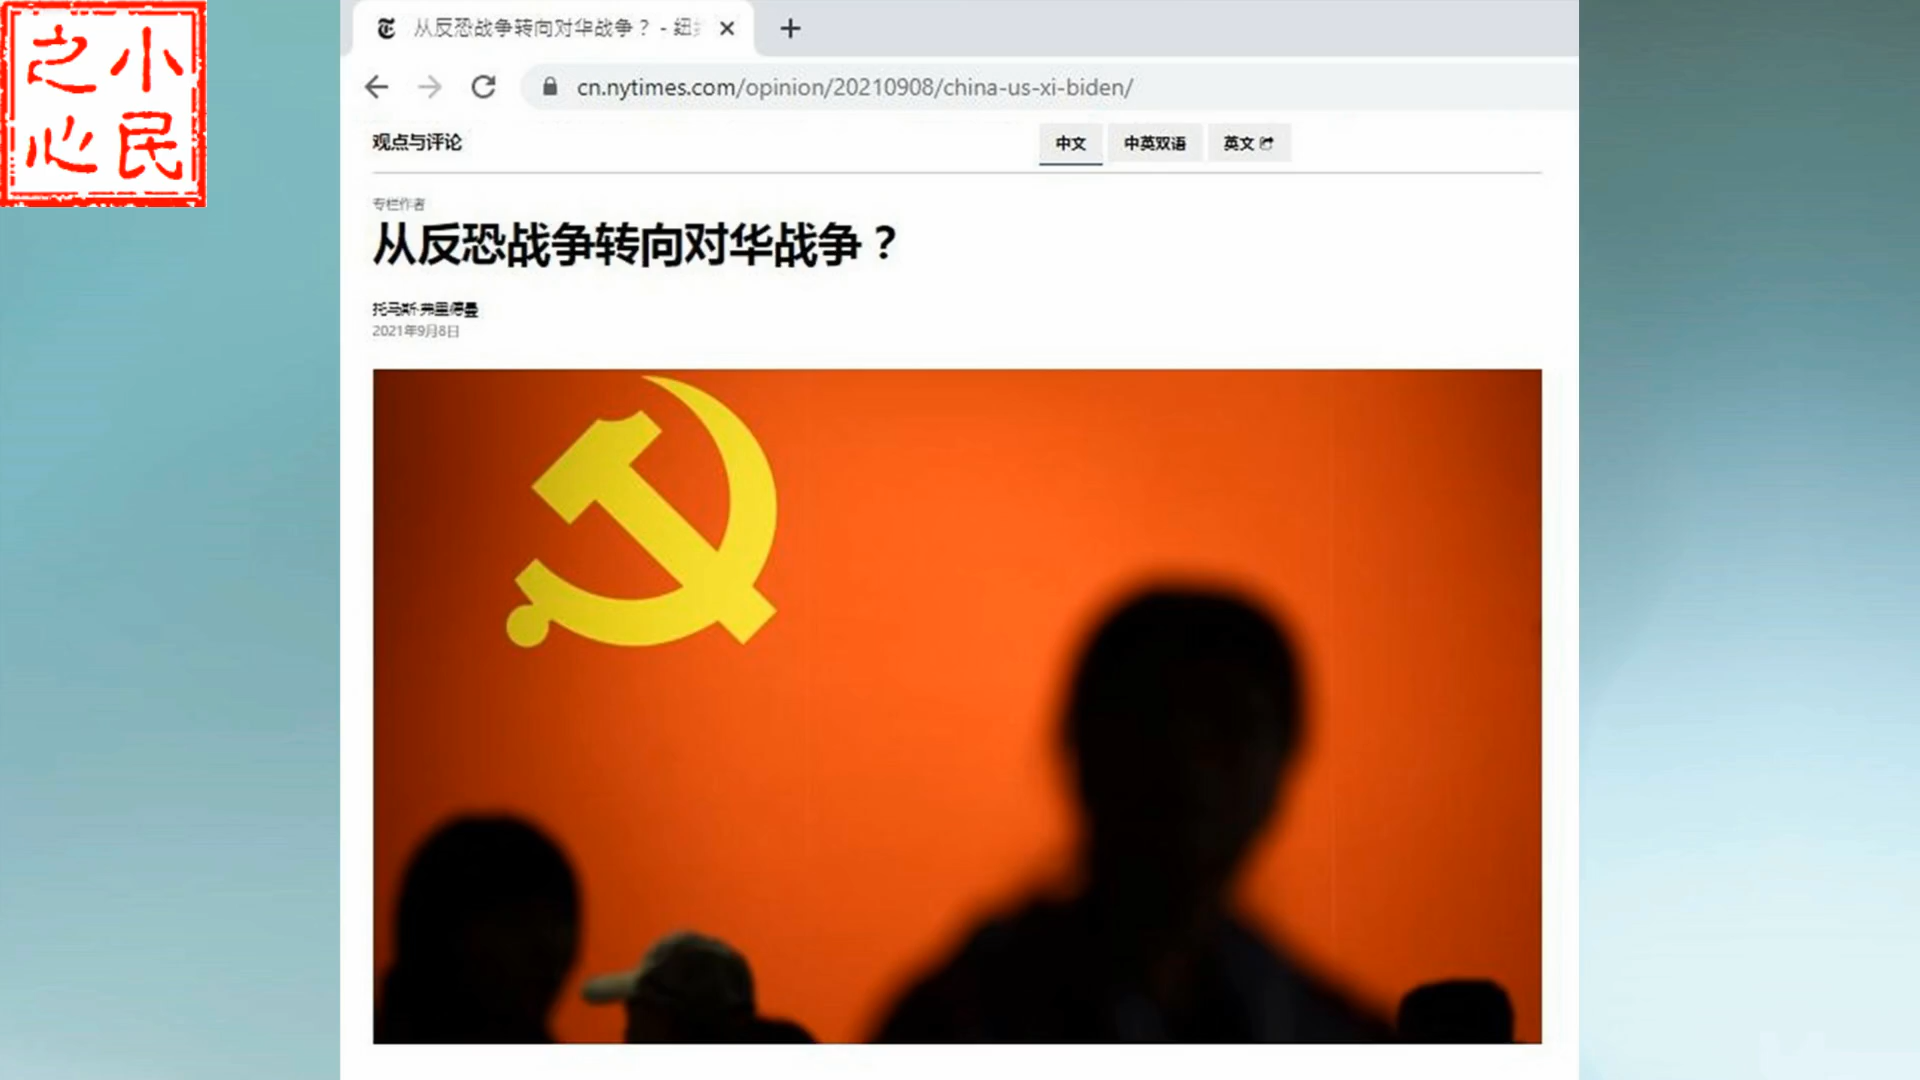 小民之心
从反恐战争转向对华战争？ - 纽
cn.nytimes.com/opinion/20210908/china-us-xi-biden/
观点与评论
中文
中英双语
英文
专栏作者
从反恐战争转向对华战争？
托马斯·弗里德曼
2021年9月8日